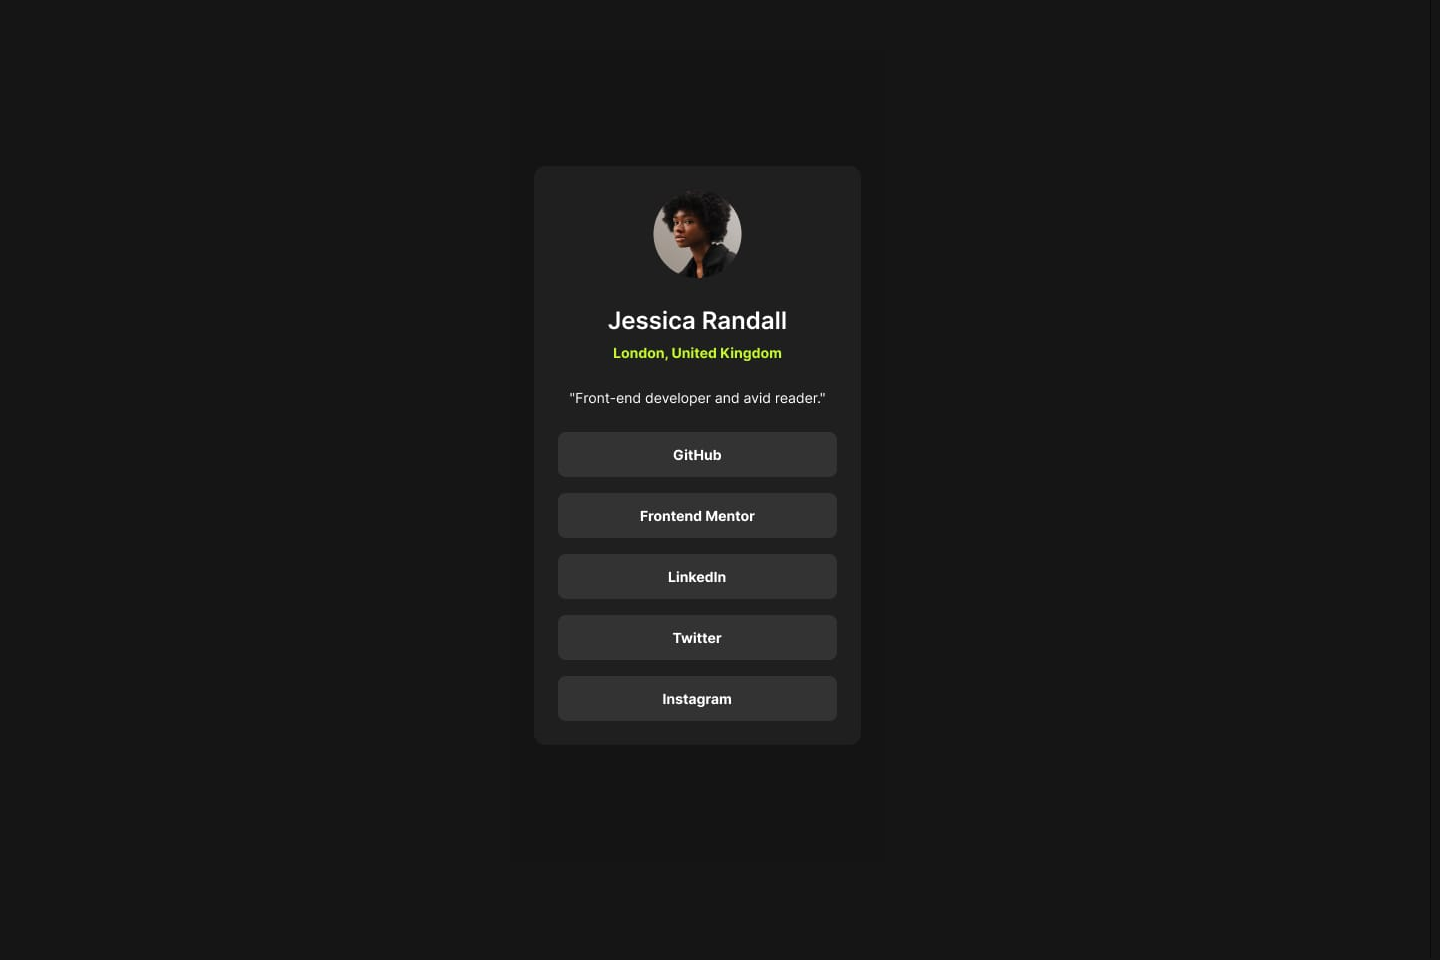 Jessica Randall
London, United Kingdom
"Front-end developer and avid reader."
GitHub
Frontend Mentor
LinkedIn
Twitter
Instagram